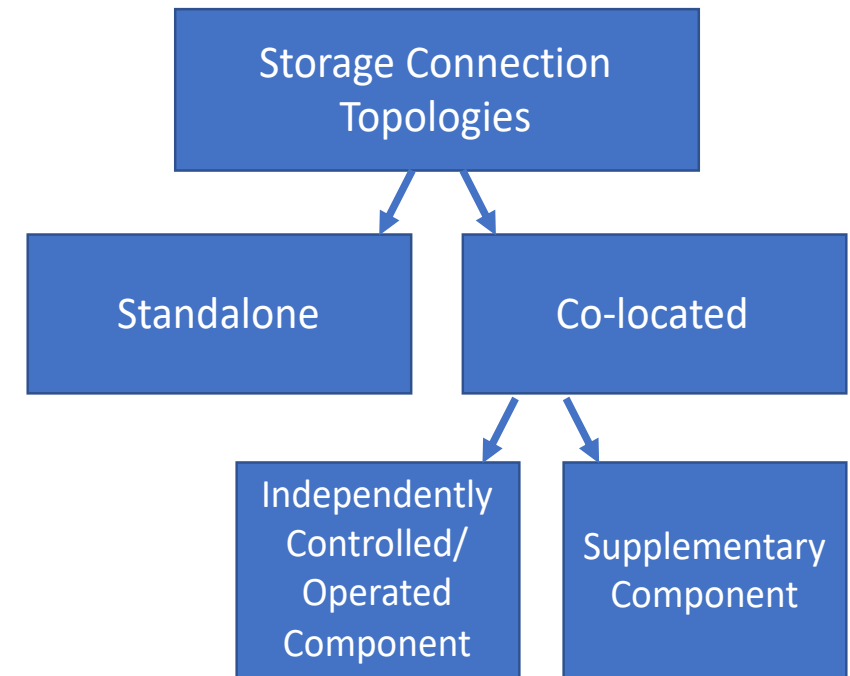 Storage Connection
Topologies
Standalone
Co-located
Independently
Controlled/
Operated
Component
Supplementary
Component